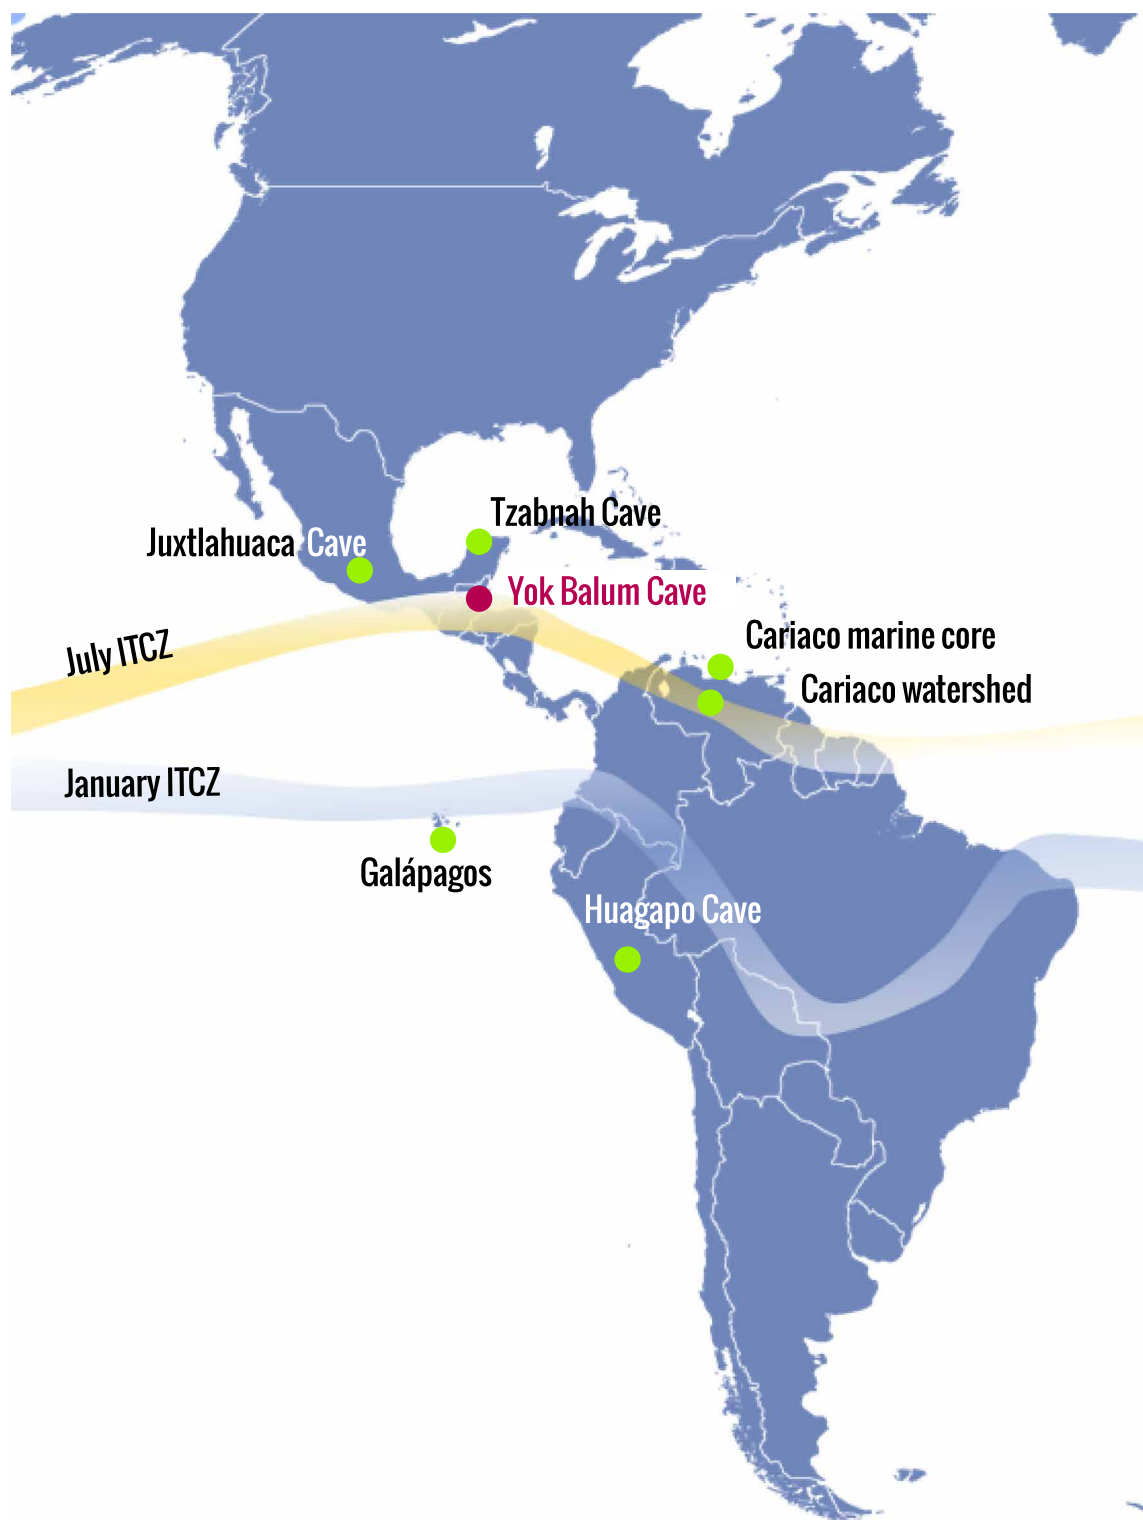 Tzabnah Cave
Juxtlahuaca Cave
Yok Balum Cave
July ITCZ
Cariaco marine core
Cariaco watershed
January ITCZ
Galápagos
Huagapo Cave